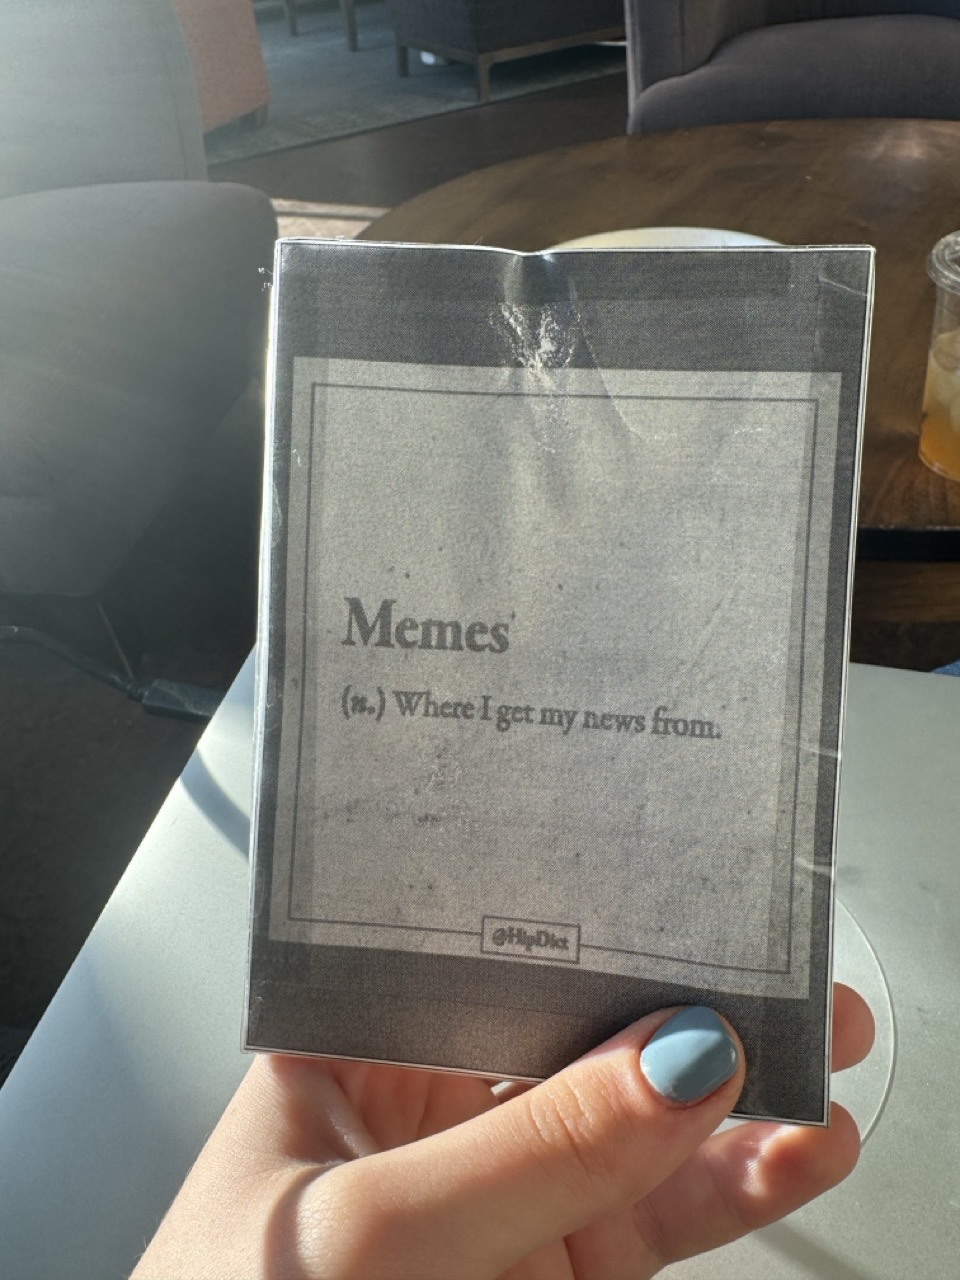 Memes
(n.) Where I get my news from.
@HipDict